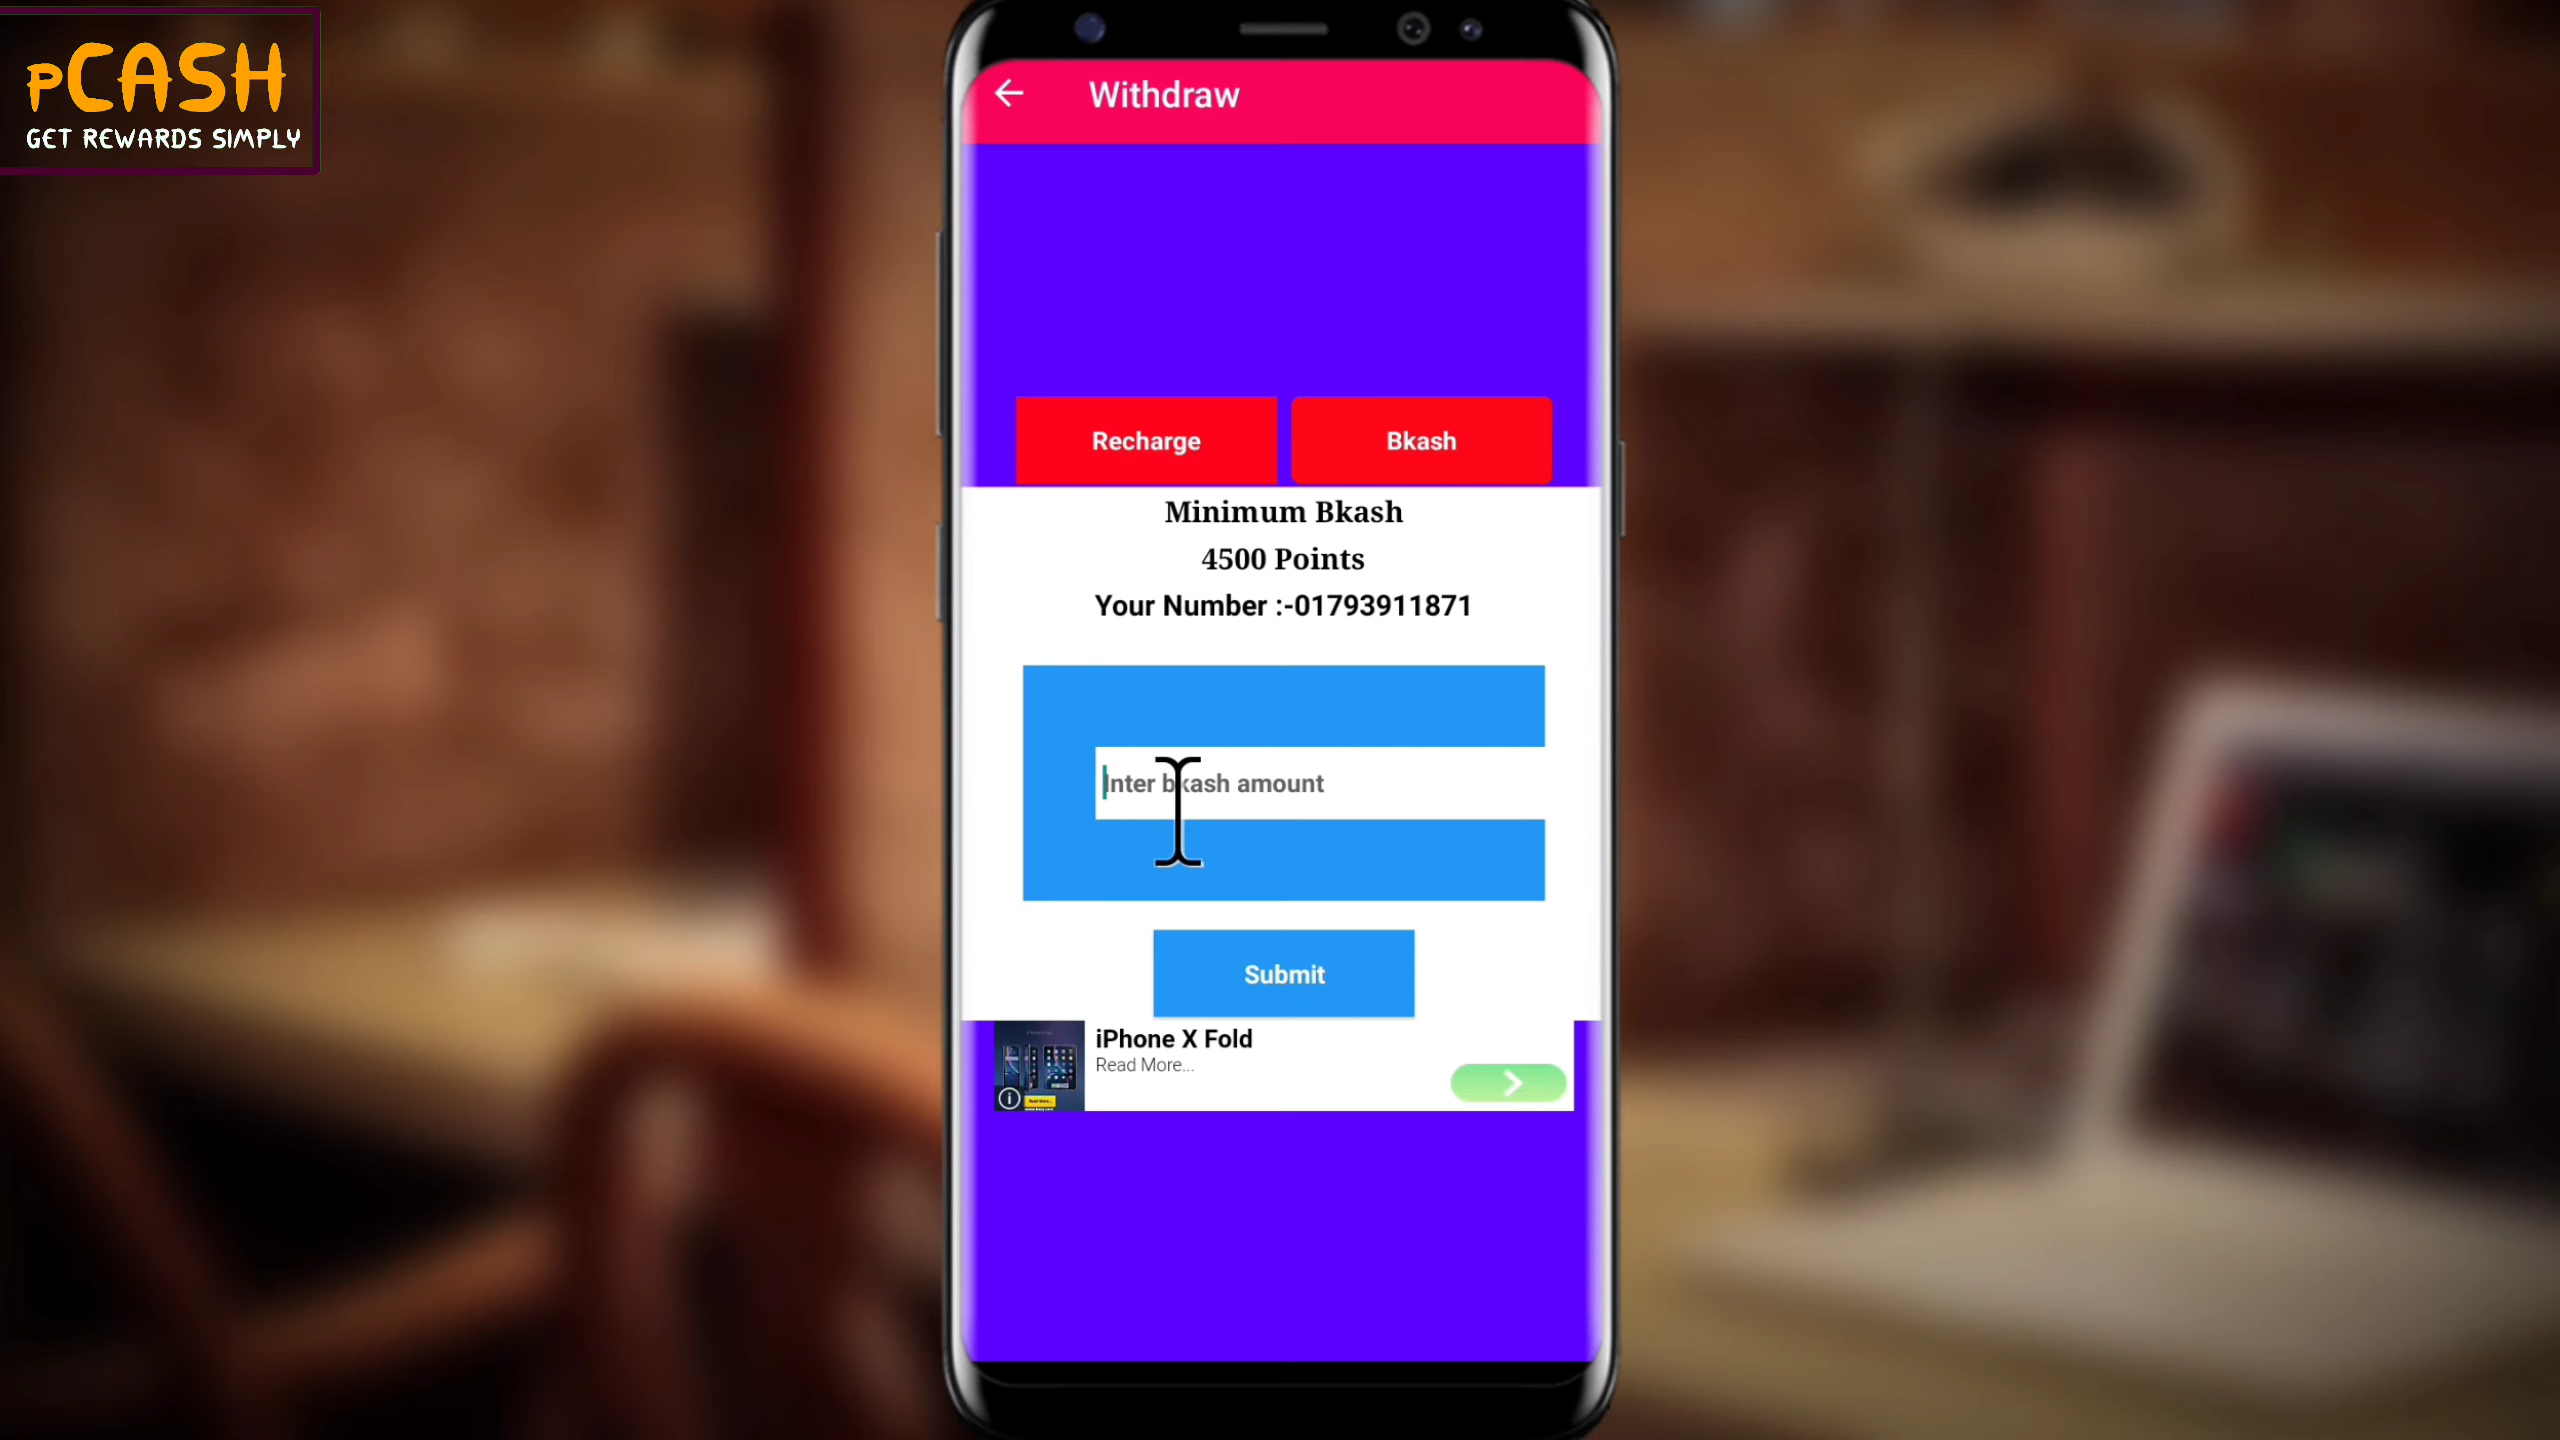 pCASH
GET REWARDS SIMPLY
Withdraw
Recharge
Bkash
Minimum Bkash
4500 Points
Your Number :-01793911871
Inter bkash amount
Submit
iPhone X Fold
Read More...